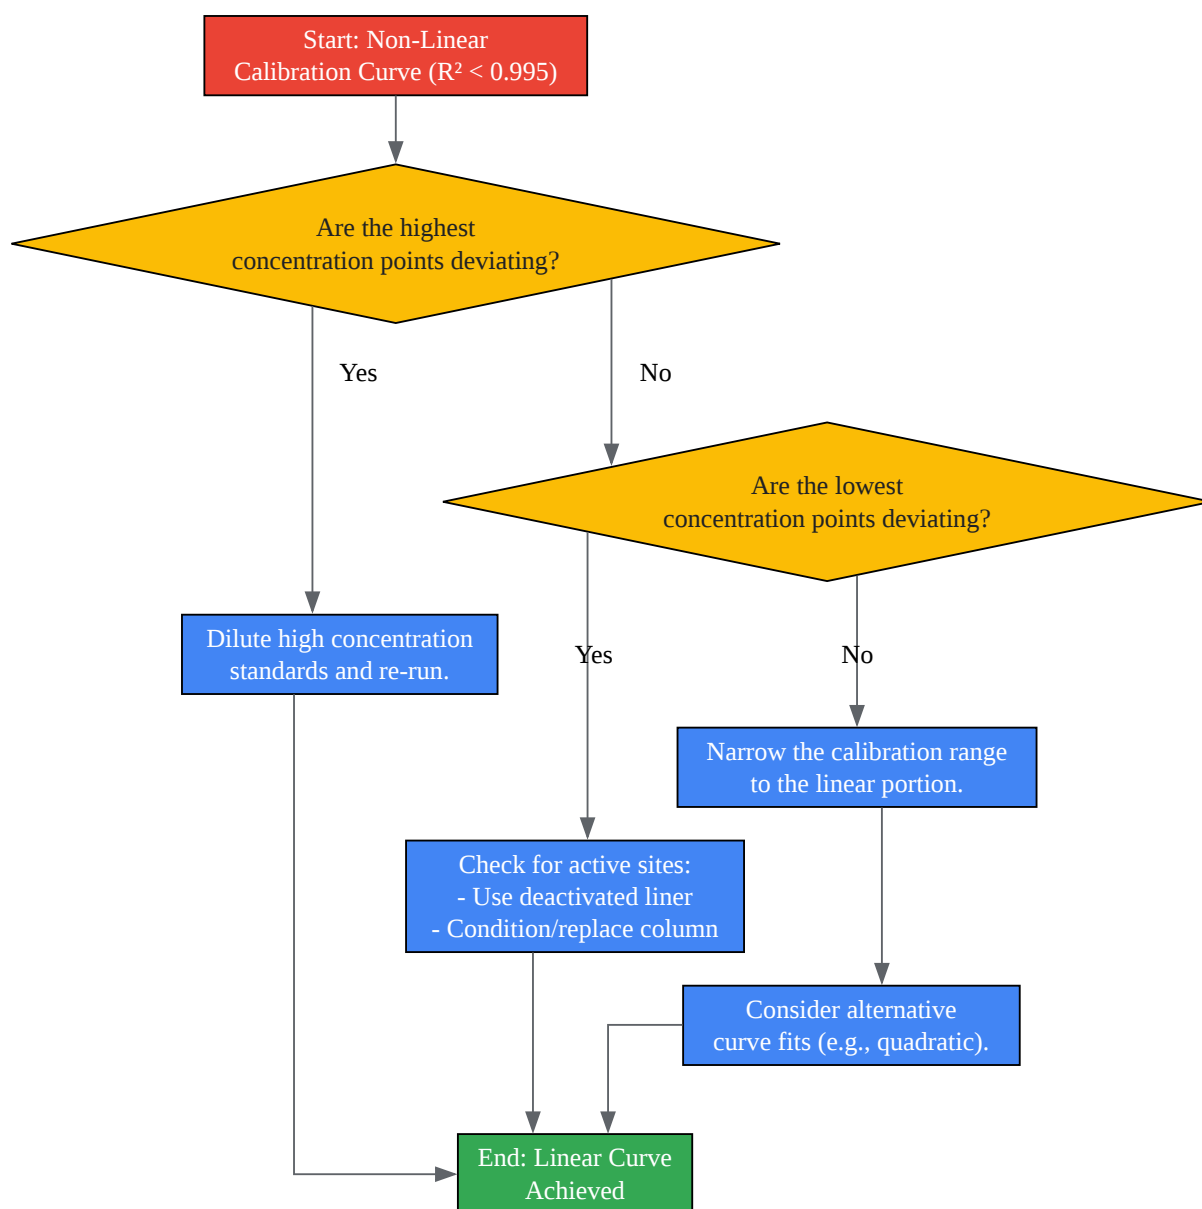 Start: Non-Linear
Calibration Curve (R² < 0.995)
Are the highest
concentration points deviating?
Yes
No
Are the lowest
concentration points deviating?
Dilute high concentration
standards and re-run.
Yes
No
Narrow the calibration range
to the linear portion.
Check for active sites:
- Use deactivated liner
- Condition/replace column
Consider alternative
curve fits (e.g., quadratic).
End: Linear Curve
Achieved